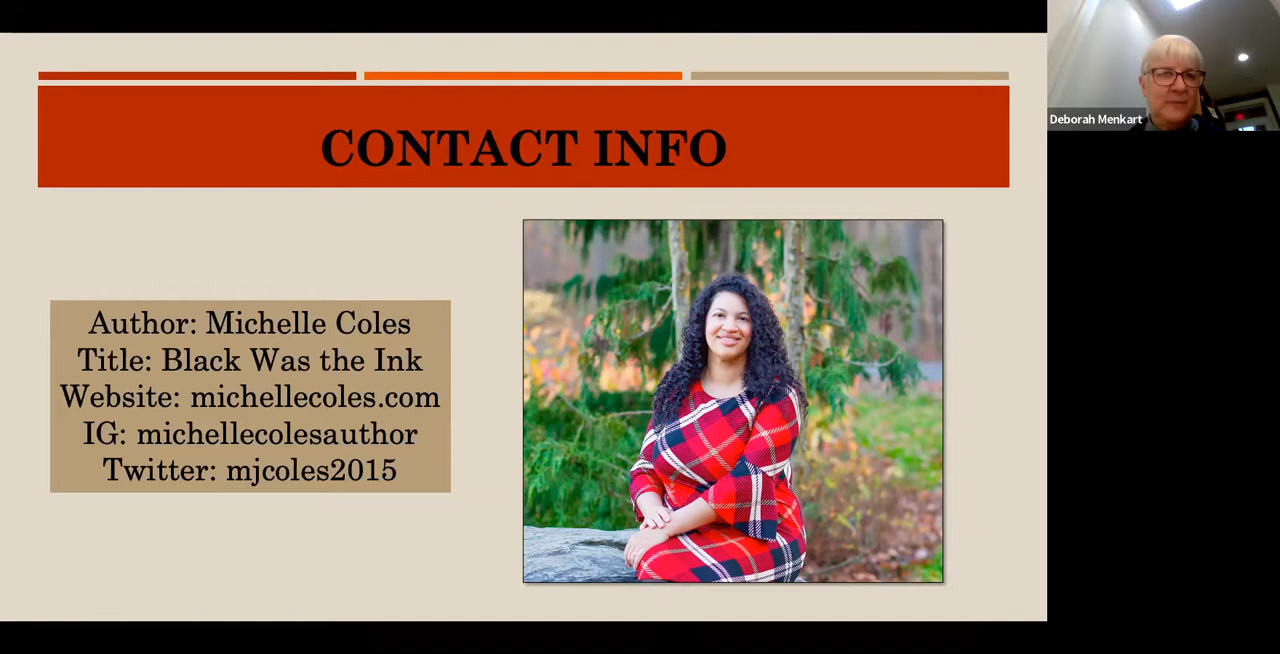 CONTACT INFO
Author: Michelle Coles
Title: Black Was the Ink
Website: michellecoles.com
IG: michellecolesauthor
Twitter: mjcoles2015
Deborah Menkart